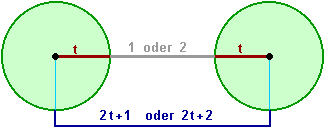 t 1 oder 2 t
2t+1 oder 2t+2